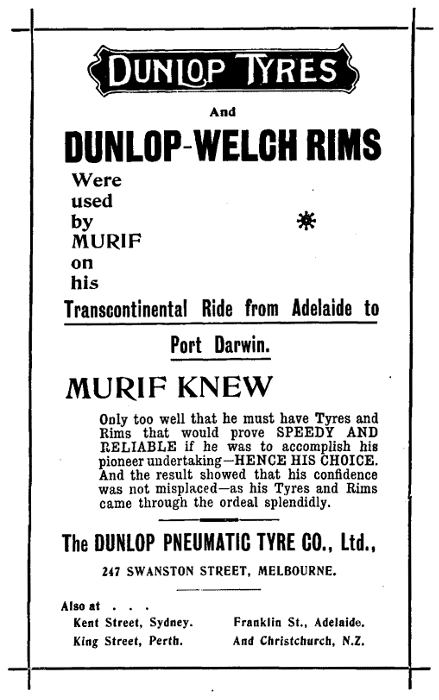 DUNLOP TYRES
And
DUNLOP-WELCH RIMS
Were
used
by
MURIF
on
his
Transcontinental Ride from Adelaide to
Port Darwin.
MURIF KNEW
Only too well that he must have Tyres and
Rims that would prove SPEEDY AND
RELIABLE if he was to accomplish his
pioneer undertaking—HENCE HIS CHOICE.
And the result showed that his confidence
was not misplaced—as his Tyres and Rims
came through the ordeal splendidly.
The DUNLOP PNEUMATIC TYRE CO., Ltd.,
247 SWANSTON STREET, MELBOURNE.
Also at . . .
Kent Street, Sydney. Franklin St., Adelaide.
King Street, Perth. And Christchurch, N.Z.